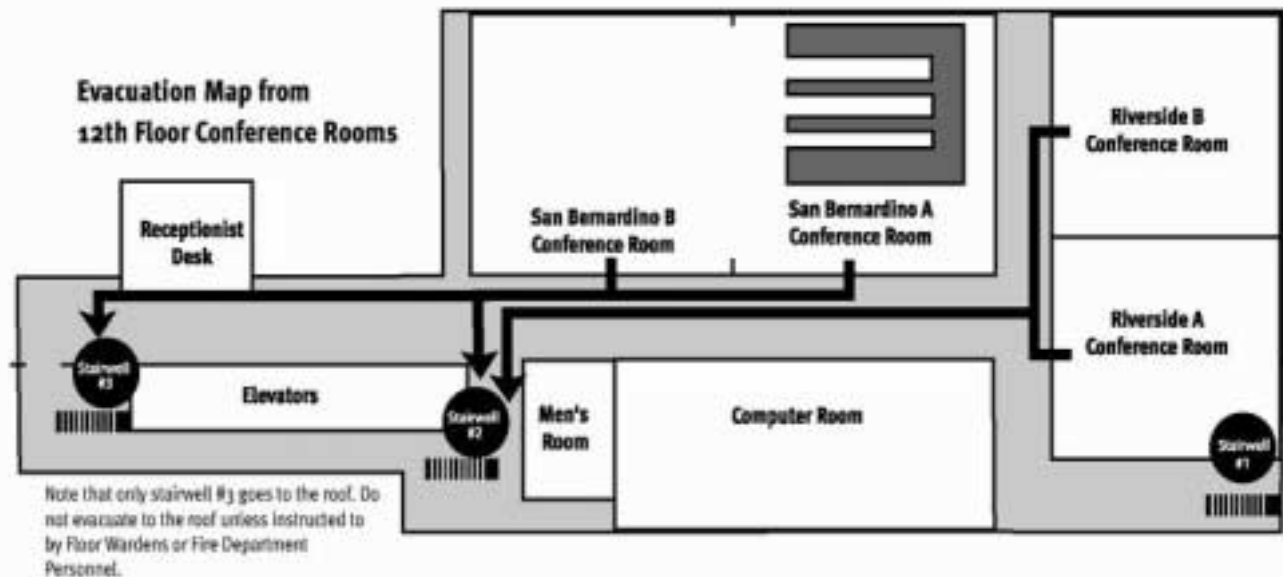 Evacuation Map from
12th Floor Conference Rooms
Riverside B
Conference Room
San Bernardino B
Conference Room
San Bernardino A
Conference Room
Receptionist
Desk
Riverside A
Conference Room
Stairwell
#3
Elevators
Stairwell
#2
Men's
Room
Computer Room
Stairwell
#1
Note that only stairwell #3 goes to the roof. Do
not evacuate to the roof unless instructed to
by Floor Wardens or Fire Department
Personnel.